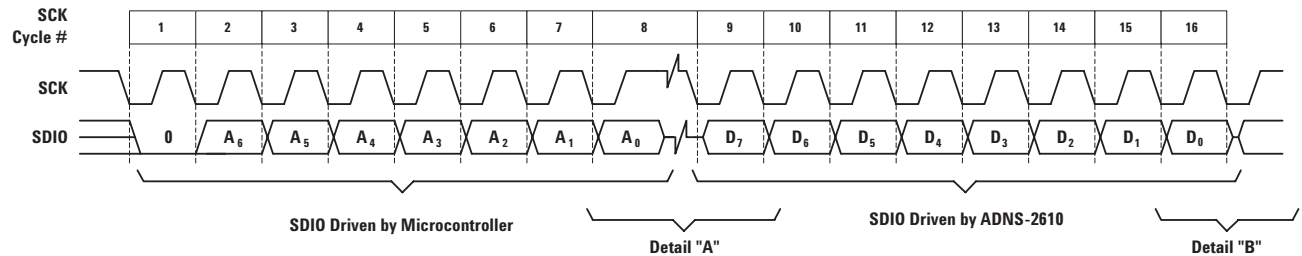 SCK
Cycle # 1 2 3 4 5 6 7 8 9 10 11 12 13 14 15 16
SCK
SDIO 0 A6 A5 A4 A3 A2 A1 A0 D7 D6 D5 D4 D3 D2 D1 D0
SDIO Driven by Microcontroller SDIO Driven by ADNS-2610
Detail "A" Detail "B"